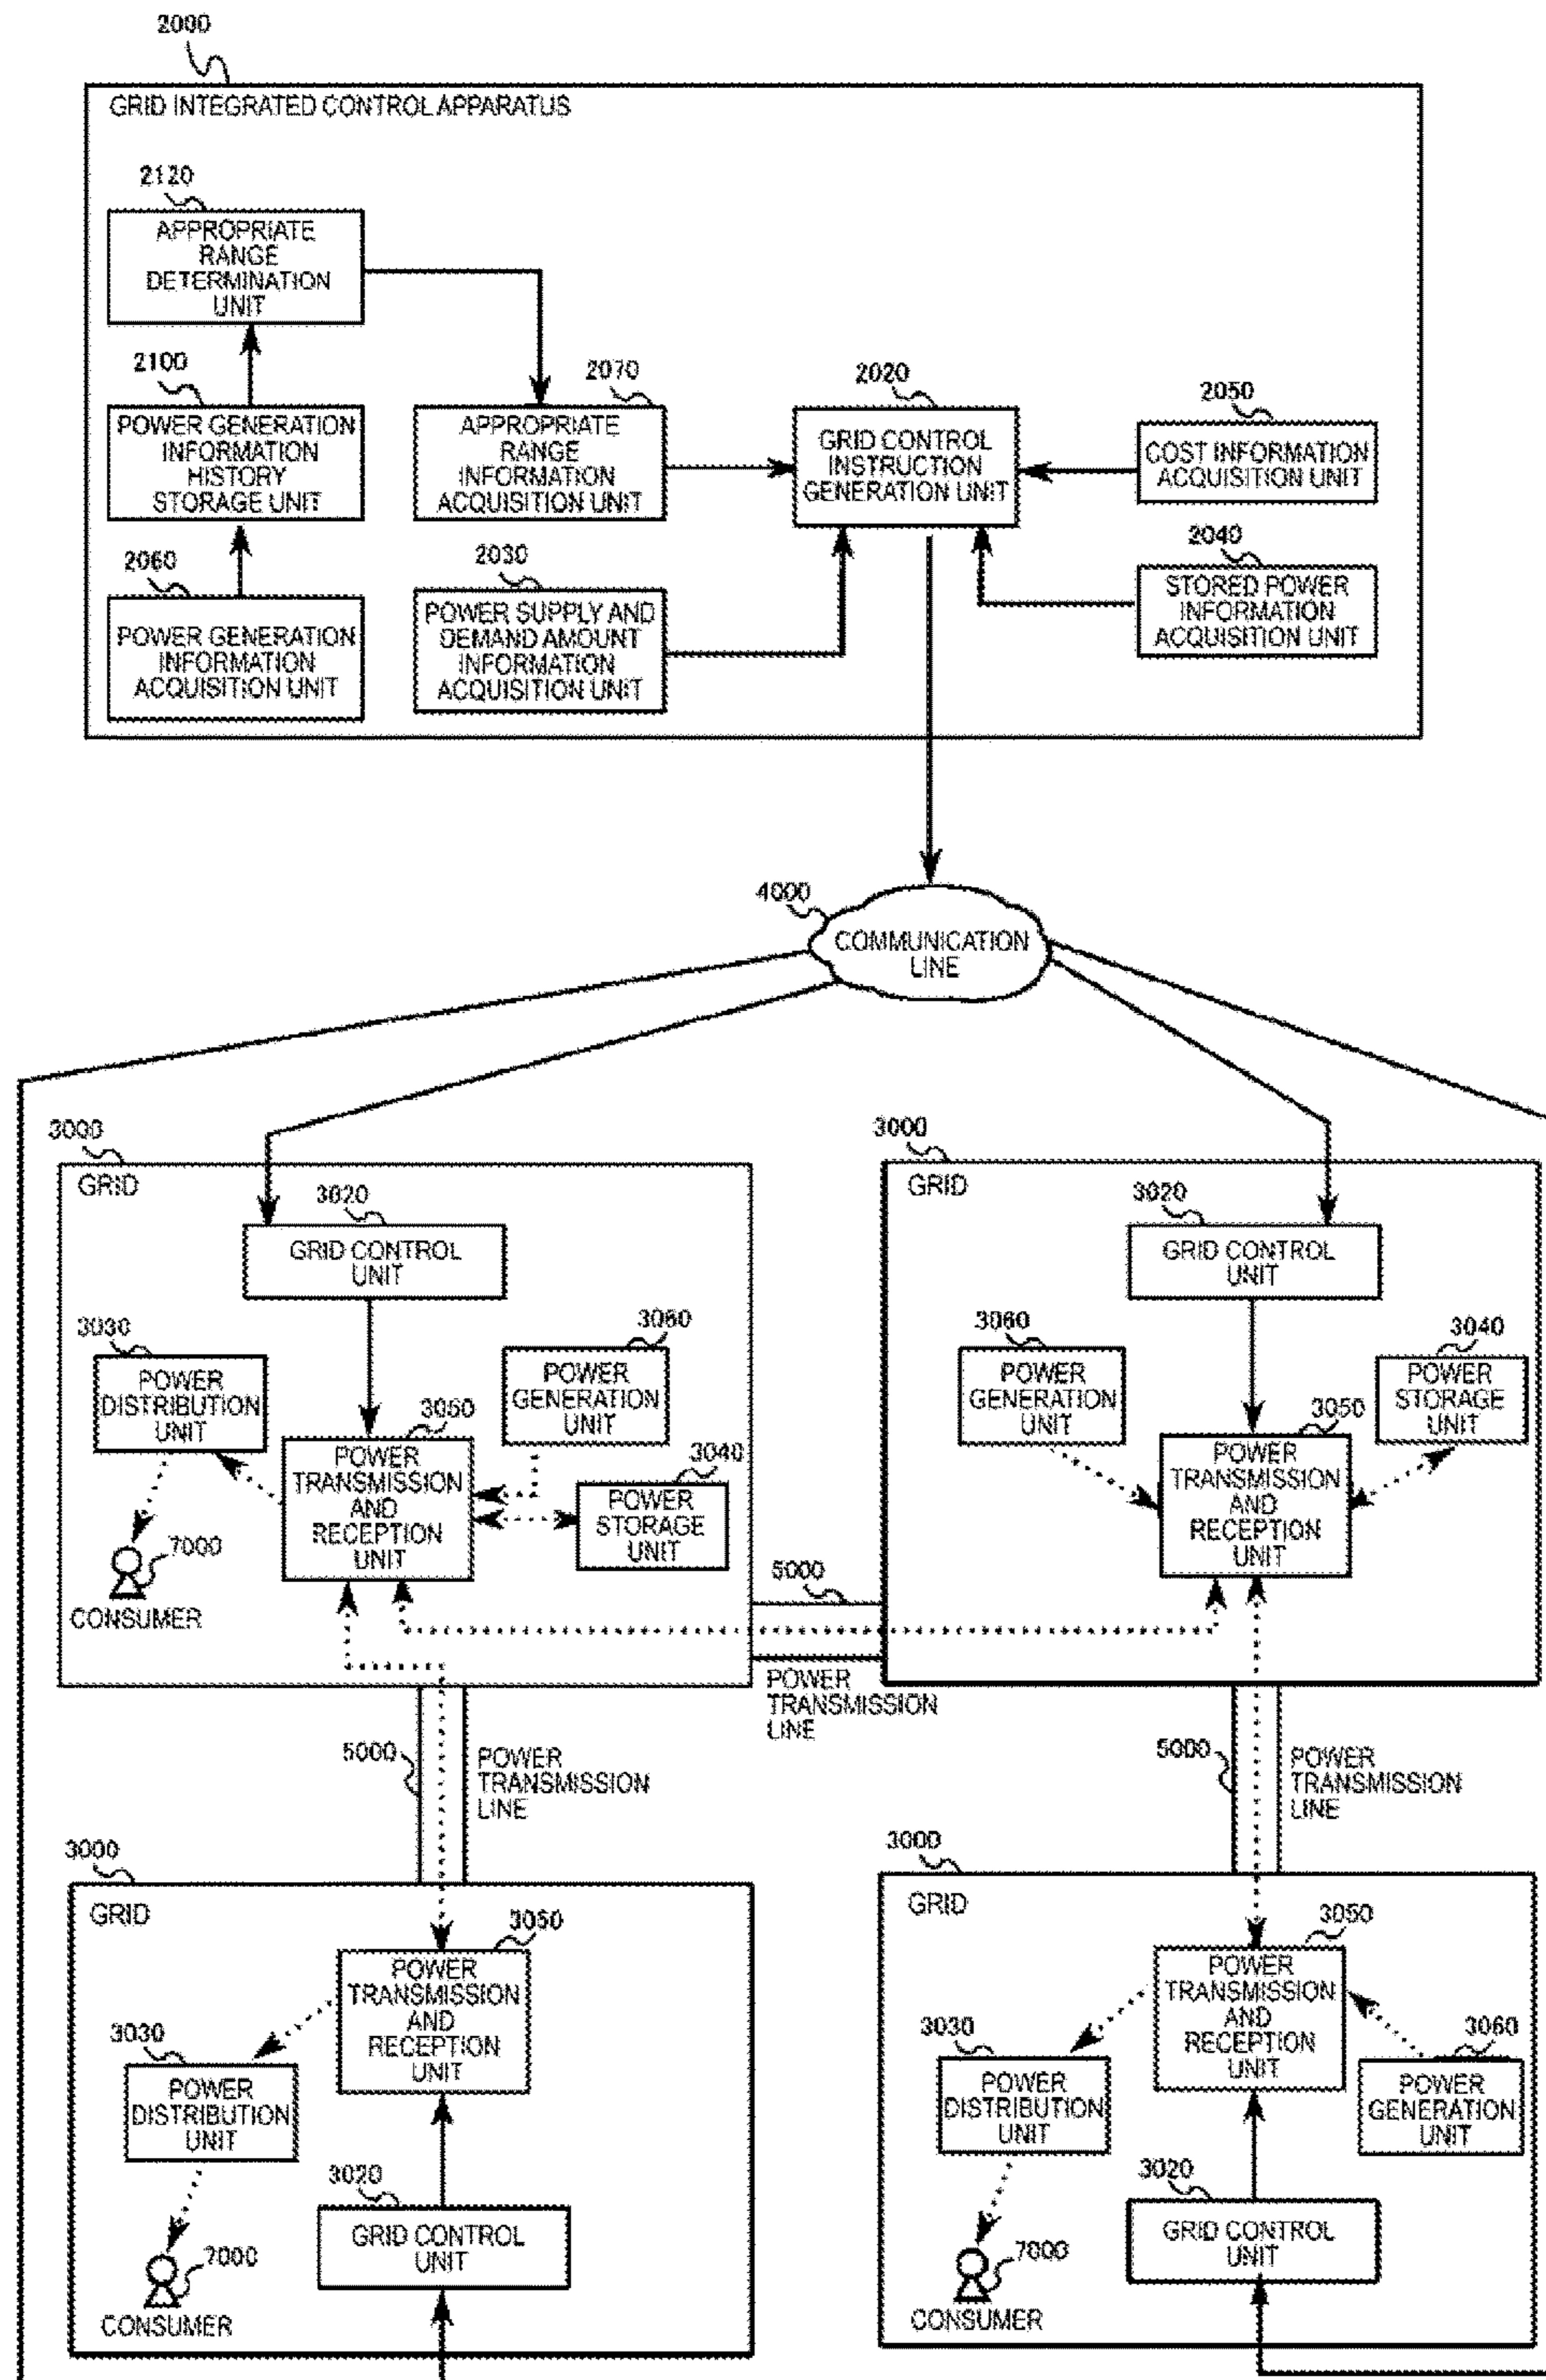 2000
GRID INTEGRATED CONTROL APPARATUS
2120
APPROPRIATE
RANGE
DETERMINATION
UNIT
2100
POWER GENERATION
INFORMATION
HISTORY
STORAGE UNIT
2060
POWER GENERATION
INFORMATION
ACQUISITION UNIT
2070
APPROPRIATE
RANGE
INFORMATION
ACQUISITION UNIT
2030
POWER SUPPLY AND
DEMAND AMOUNT
INFORMATION
ACQUISITION UNIT
2020
GRID CONTROL
INSTRUCTION
GENERATION UNIT
2050
COST INFORMATION
ACQUISITION UNIT
2040
STORED POWER
INFORMATION
ACQUISITION UNIT
4000
COMMUNICATION
LINE
3000
GRID
3020
GRID CONTROL
UNIT
3030
POWER
DISTRIBUTION
UNIT
3060
POWER
GENERATION
UNIT
3050
POWER
TRANSMISSION
AND
RECEPTION
UNIT
3040
POWER
STORAGE
UNIT
7000
CONSUMER
3000
GRID
3020
GRID CONTROL
UNIT
3060
POWER
GENERATION
UNIT
3040
POWER
STORAGE
UNIT
3050
POWER
TRANSMISSION
AND
RECEPTION
UNIT
5000
POWER
TRANSMISSION
LINE
5000
POWER
TRANSMISSION
LINE
5000
POWER
TRANSMISSION
LINE
3000
GRID
3050
POWER
TRANSMISSION
AND
RECEPTION
UNIT
3030
POWER
DISTRIBUTION
UNIT
3020
GRID CONTROL
UNIT
7000
CONSUMER
3000
GRID
3050
POWER
TRANSMISSION
AND
RECEPTION
UNIT
3030
POWER
DISTRIBUTION
UNIT
3060
POWER
GENERATION
UNIT
3020
GRID CONTROL
UNIT
7000
CONSUMER